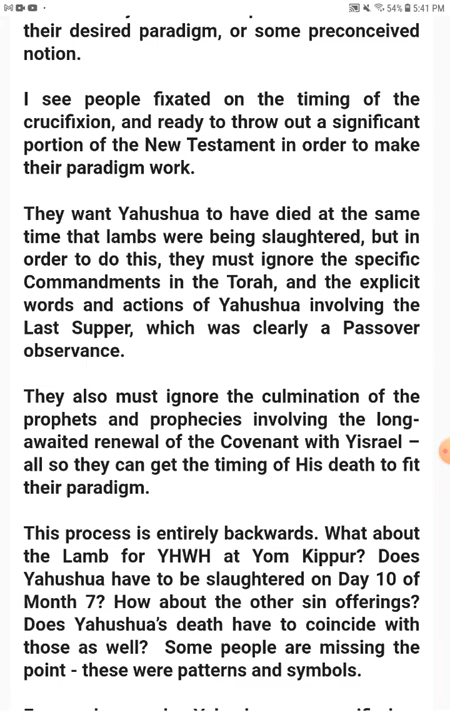 54% 5:41 PM
their desired paradigm, or some preconceived
notion.
I see people fixated on the timing of the
crucifixion, and ready to throw out a significant
portion of the New Testament in order to make
their paradigm work.
They want Yahushua to have died at the same
time that lambs were being slaughtered, but in
order to do this, they must ignore the specific
Commandments in the Torah, and the explicit
words and actions of Yahushua involving the
Last Supper, which was clearly a Passover
observance.
They also must ignore the culmination of the
prophets and prophecies involving the long-
awaited renewal of the Covenant with Yisrael –
all so they can get the timing of His death to fit
their paradigm.
This process is entirely backwards. What about
the Lamb for YHWH at Yom Kippur? Does
Yahushua have to be slaughtered on Day 10 of
Month 7? How about the other sin offerings?
Does Yahushua’s death have to coincide with
those as well? Some people are missing the
point - these were patterns and symbols.